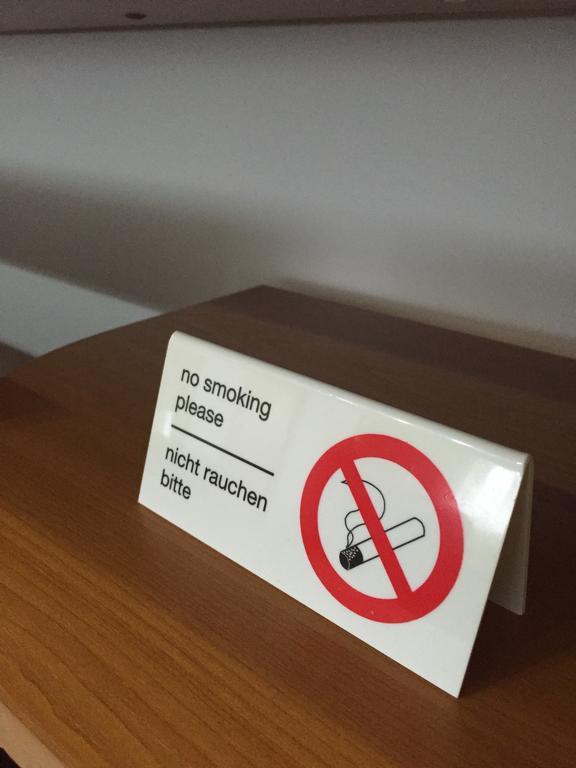 no smoking
please
nicht rauchen
bitte